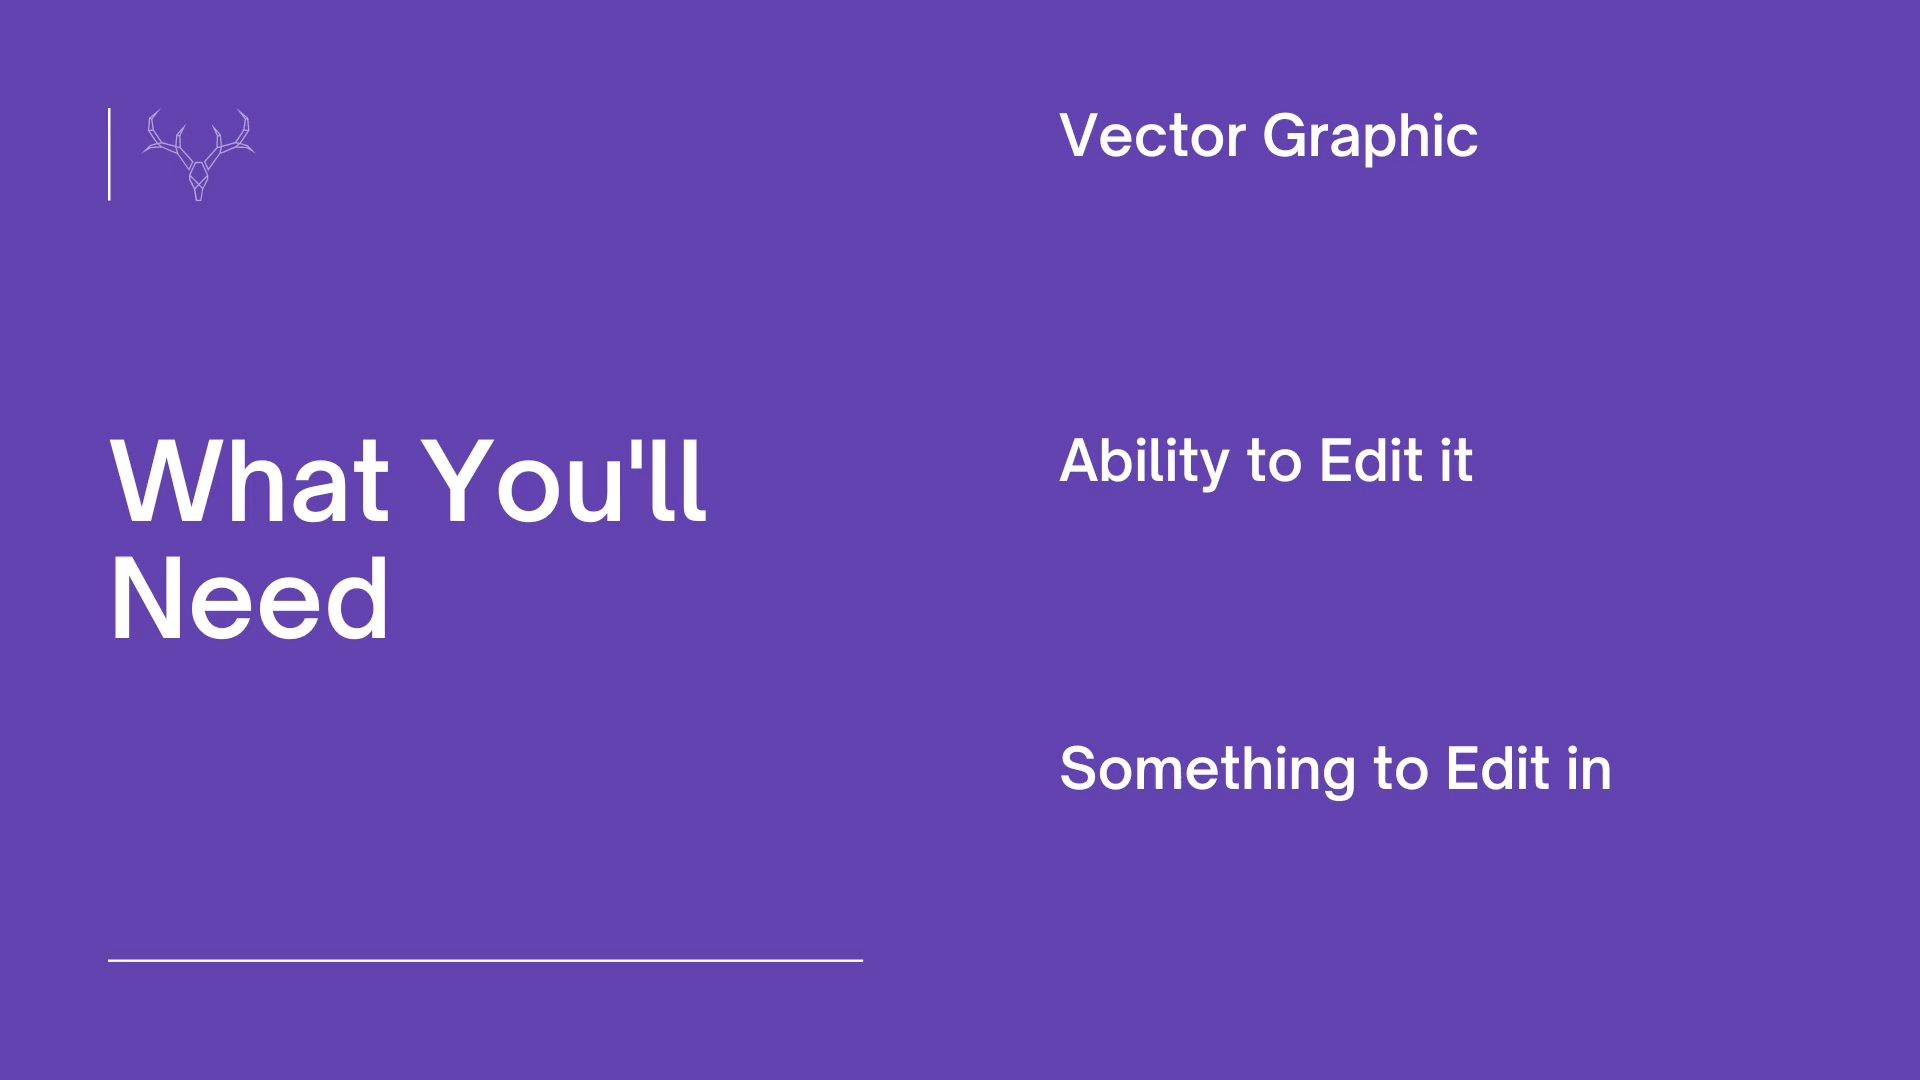 What You'll
Need
Vector Graphic
Ability to Edit it
Something to Edit in